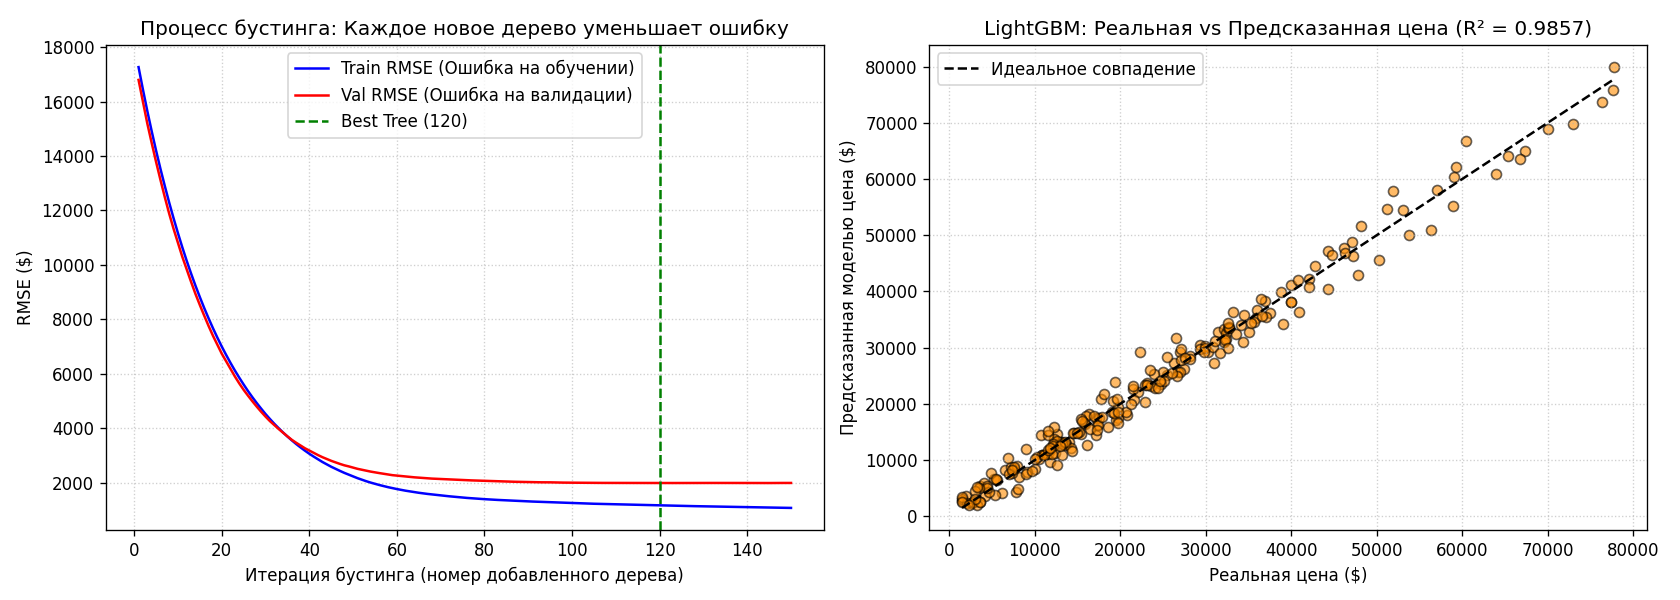 Процесс бустинга: Каждое новое дерево уменьшает ошибку
18000
16000
14000
12000
10000
8000
6000
4000
2000
RMSE ($)
Train RMSE (Ошибка на обучении)
Val RMSE (Ошибка на валидации)
Best Tree (120)
0 20 40 60 80 100 120 140
Итерация бустинга (номер добавленного дерева)
LightGBM: Реальная vs Предсказанная цена (R² = 0.9857)
80000
70000
60000
50000
40000
30000
20000
10000
0
Предсказанная моделью цена ($)
Идеальное совпадение
0 10000 20000 30000 40000 50000 60000 70000 80000
Реальная цена ($)